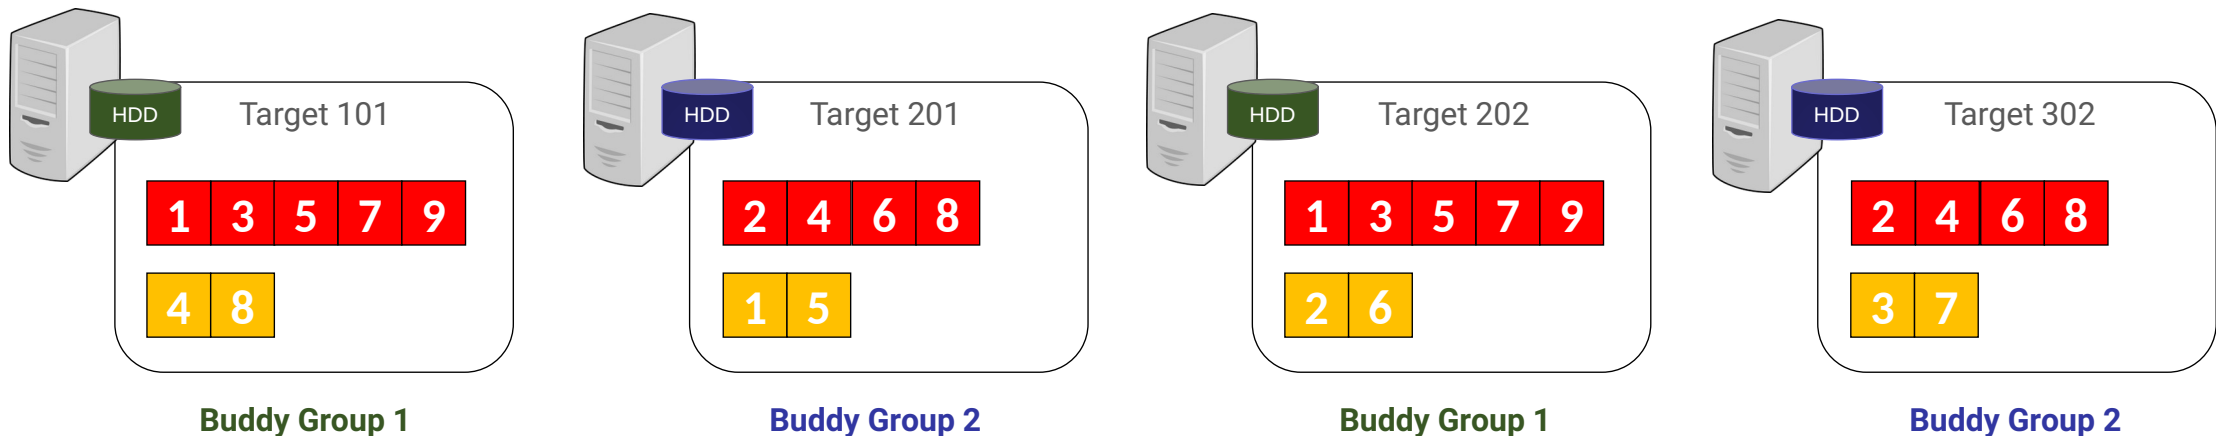 HDD
Target 101
1 3 5 7 9
4 8
Buddy Group 1
HDD
Target 201
2 4 6 8
1 5
Buddy Group 2
HDD
Target 202
1 3 5 7 9
2 6
Buddy Group 1
HDD
Target 302
2 4 6 8
3 7
Buddy Group 2